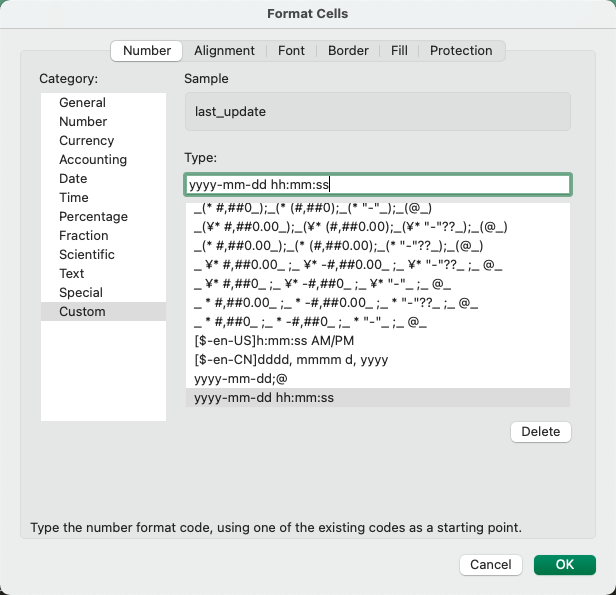 Format Cells
Number Alignment Font Border Fill Protection
Category:
General
Number
Currency
Accounting
Date
Time
Percentage
Fraction
Scientific
Text
Special
Custom
Sample
last_update
Type:
yyyy-mm-dd hh:mm:ss
_(* #,##0_);_(* (#,##0);_(* "-"_);_(@_)
_(¥* #,##0.00_);_(¥* (#,##0.00);_(¥* "-"??_);_(@_)
_(* #,##0.00_);_(* (#,##0.00);_(* "-"??_);_(@_)
_ ¥* #,##0.00_ ;_ ¥* -#,##0.00_ ;_ ¥* "-"??_ ;_ @_
_ ¥* #,##0_ ;_ ¥* -#,##0_ ;_ ¥* "-"_ ;_ @_
_ * #,##0.00_ ;_ * -#,##0.00_ ;_ * "-"??_ ;_ @_
_ * #,##0_ ;_ * -#,##0_ ;_ * "-"_ ;_ @_
[$-en-US]h:mm:ss AM/PM
[$-en-CN]dddd, mmmm d, yyyy
yyyy-mm-dd;@
yyyy-mm-dd hh:mm:ss
Delete
Type the number format code, using one of the existing codes as a starting point.
Cancel OK